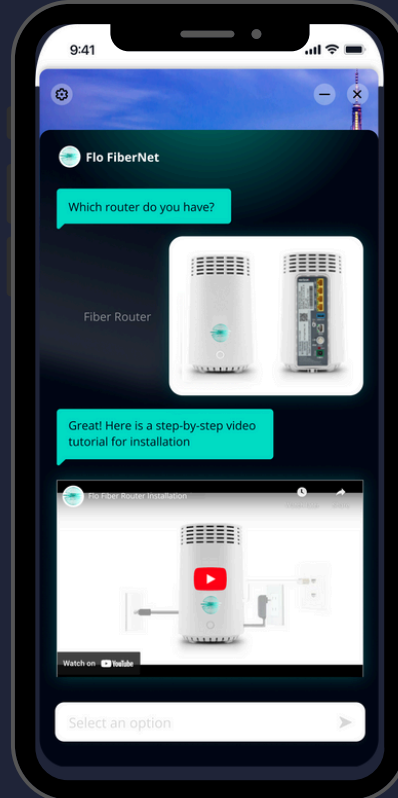 9:41
Flo FiberNet
Which router do you have?
Fiber Router
Great! Here is a step-by-step video
tutorial for installation
Flo Fiber Router Installation
Watch on YouTube
Select an option